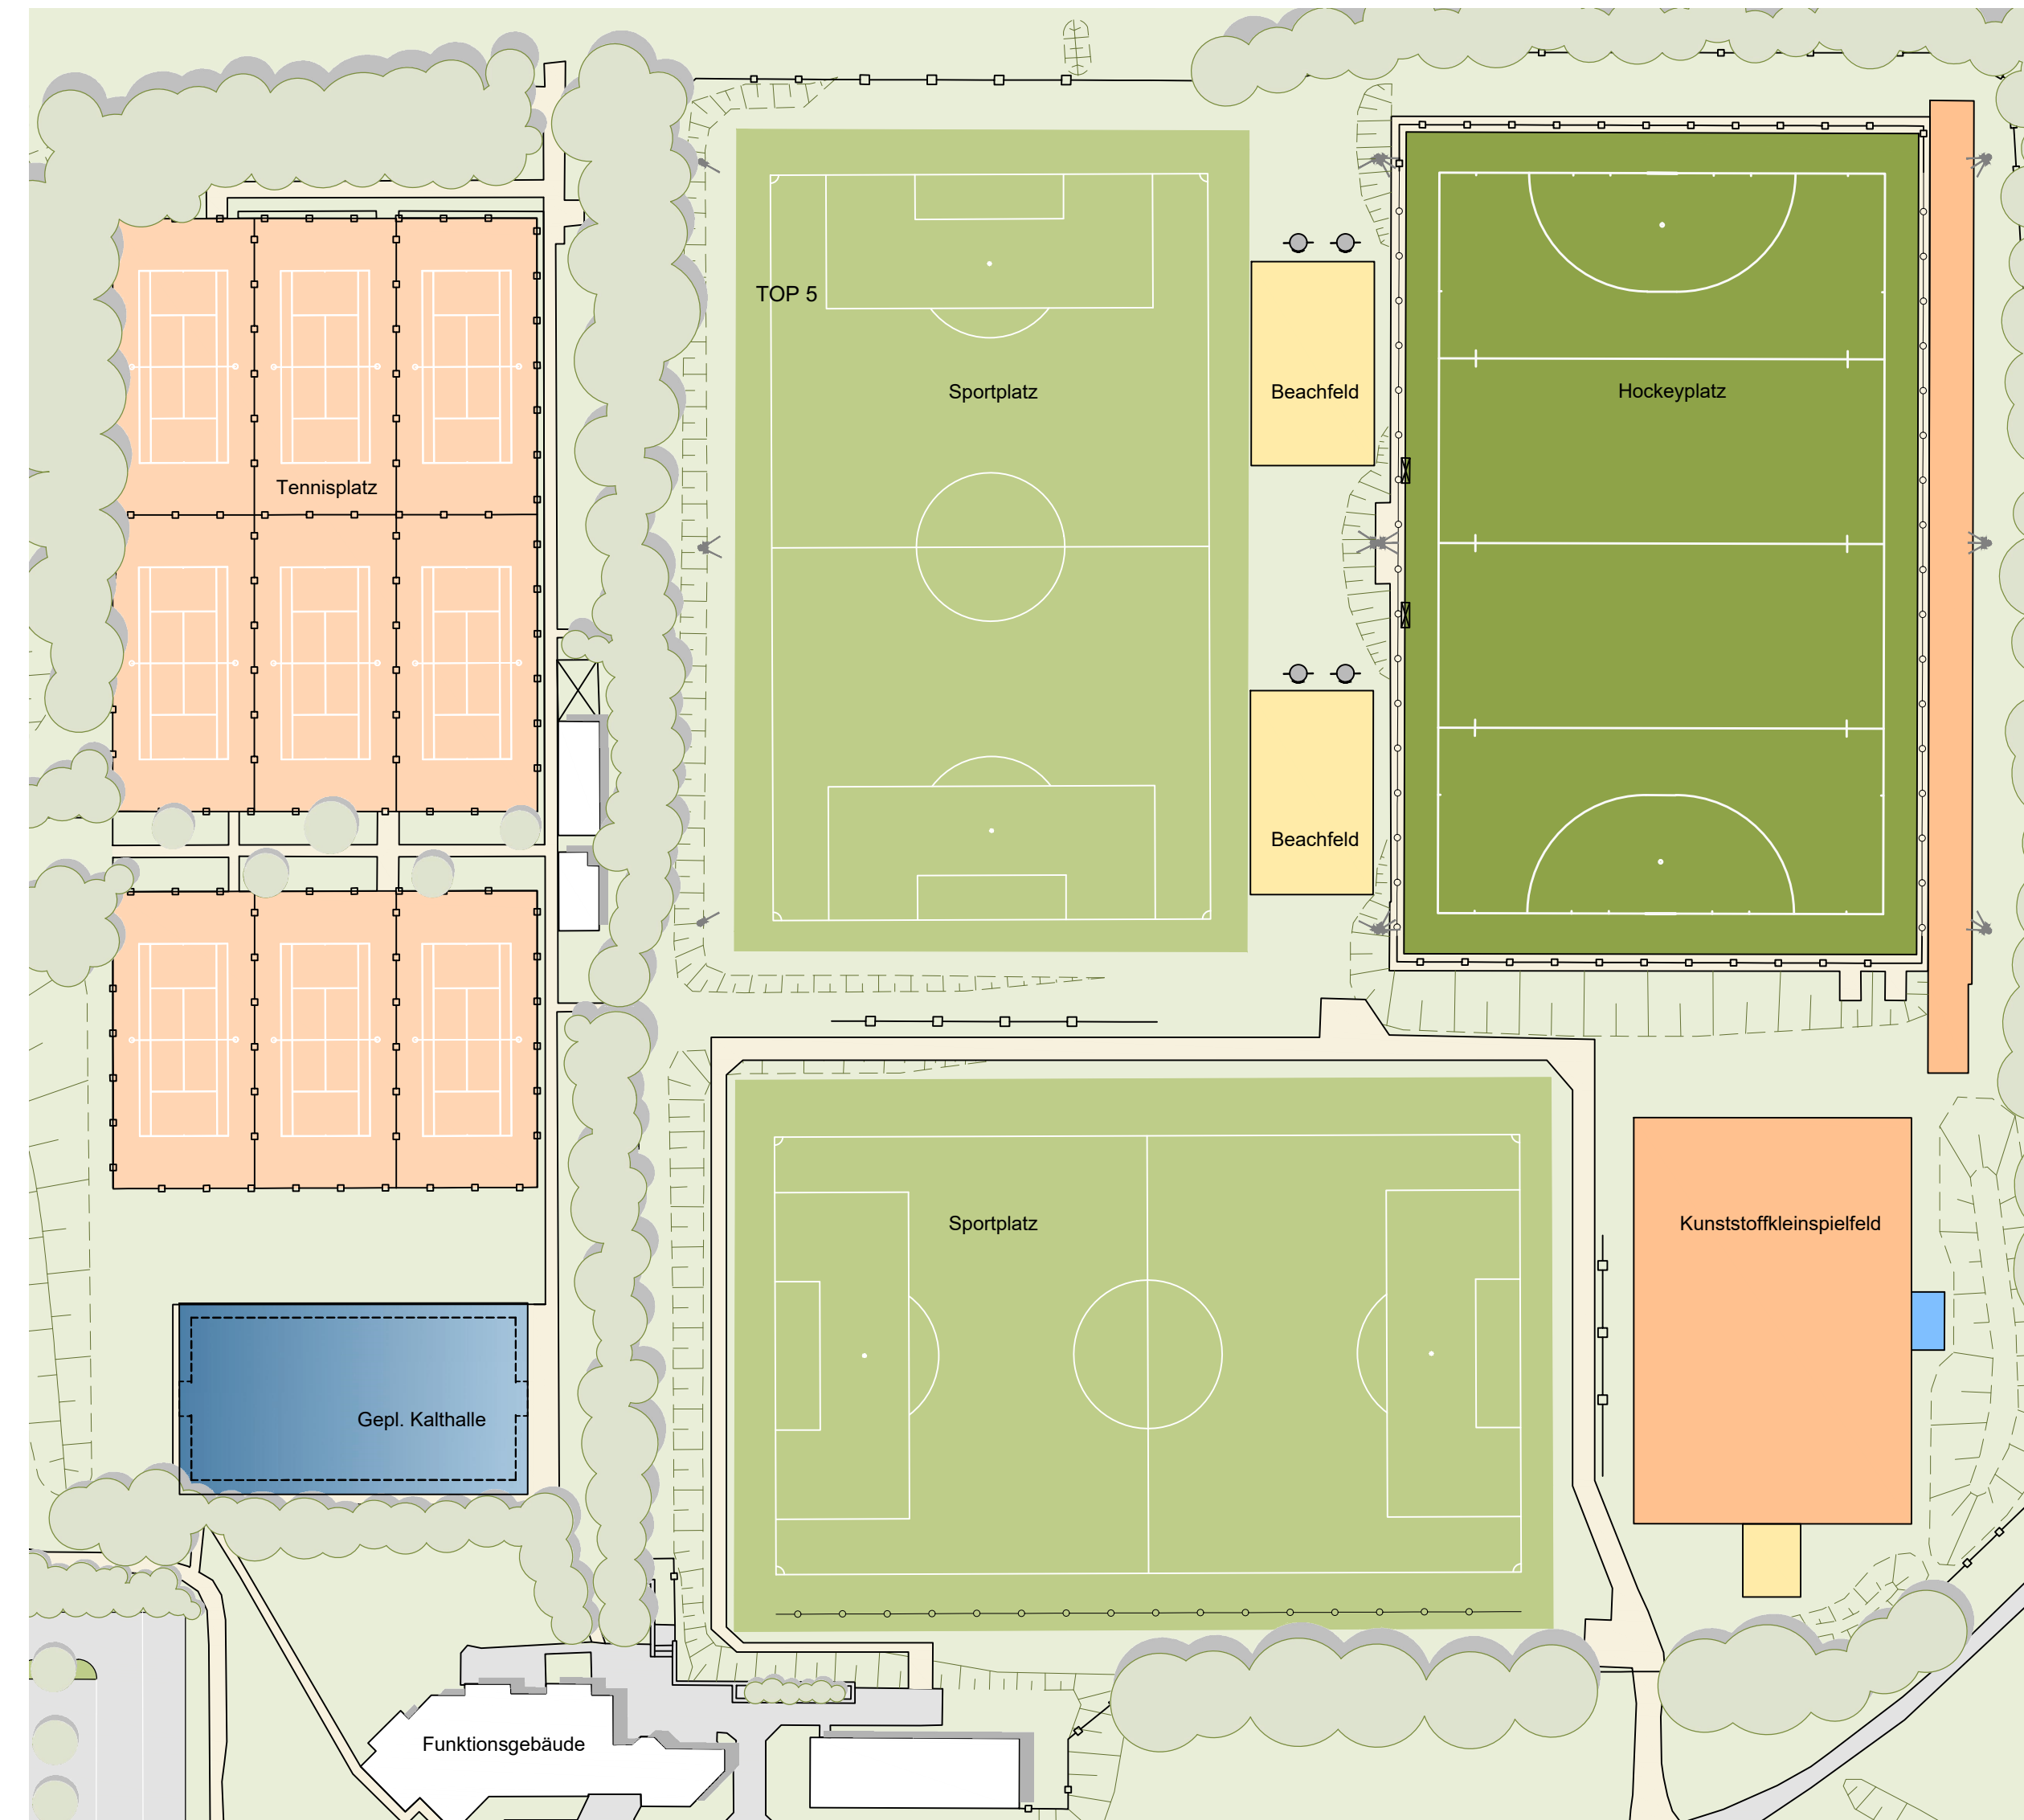 TOP 5
Sportplatz
Beachfeld
Hockeyplatz
Tennisplatz
Beachfeld
Sportplatz
Kunststoffkleinspielfeld
Gepl. Kalthalle
Funktionsgebäude